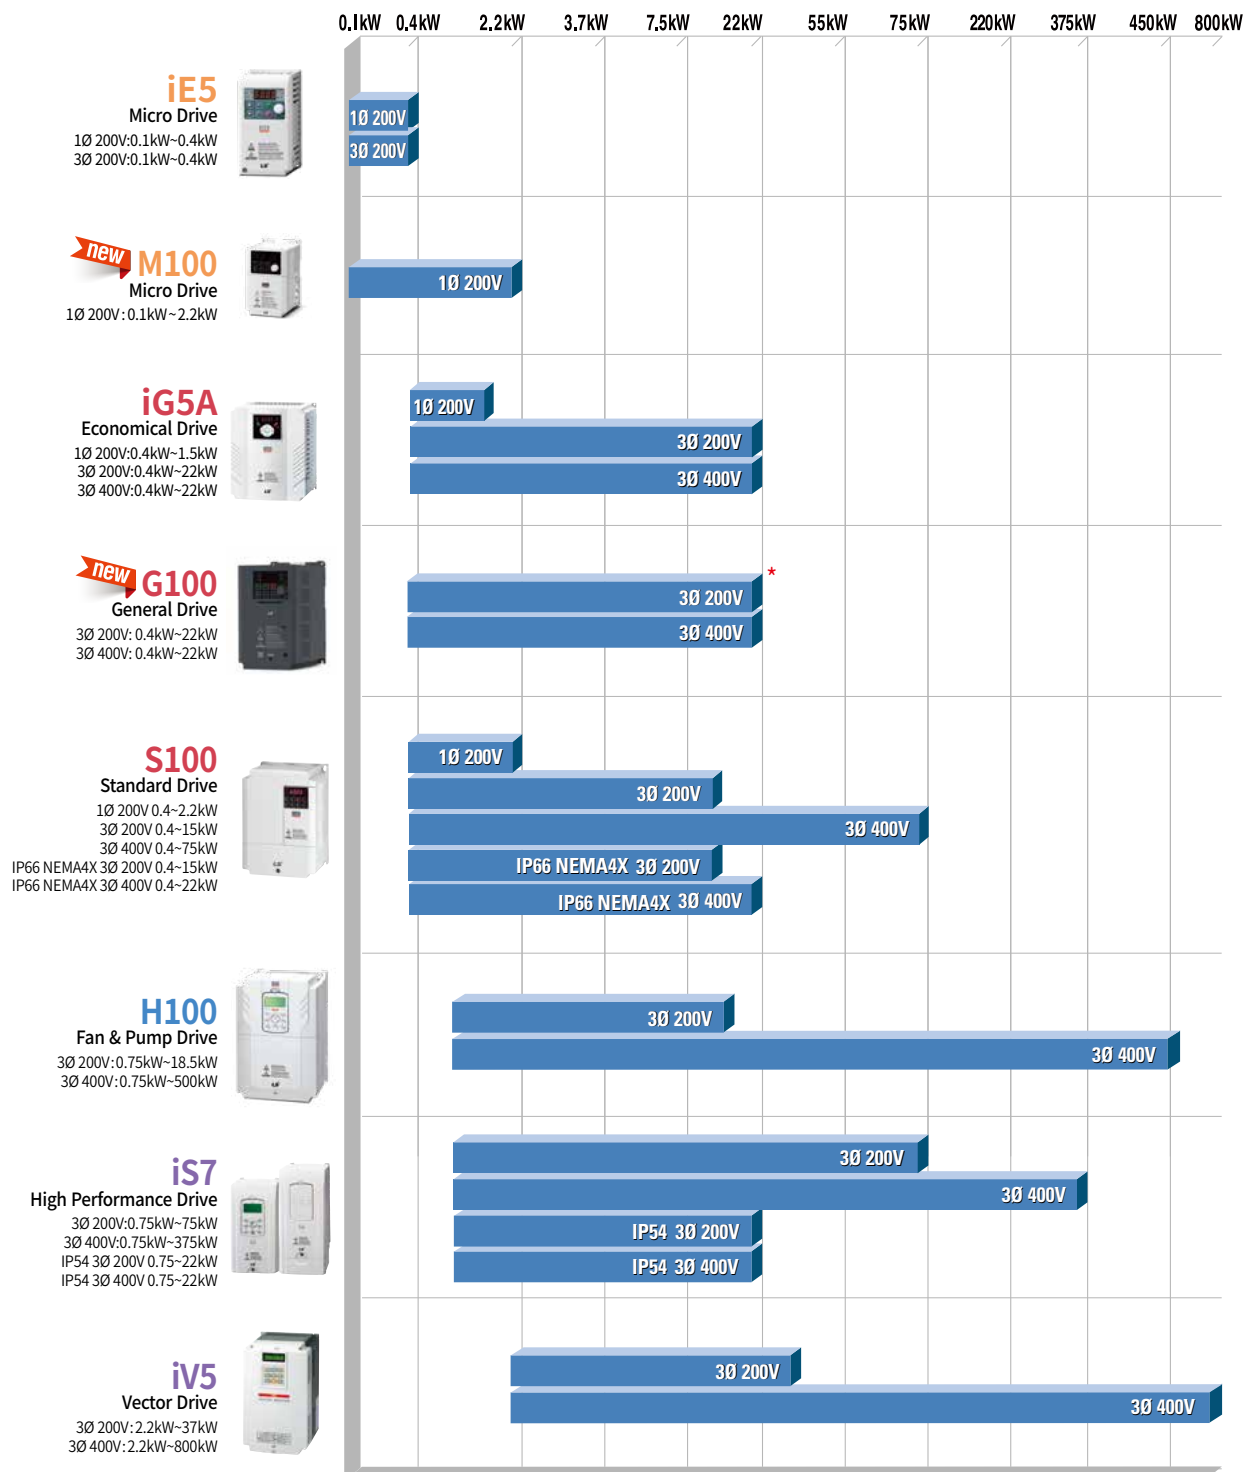 0.1kW 0.4kW 2.2kW 3.7kW 7.5kW 22kW 55kW 75kW 220kW 375kW 450kW 800kW
iE5
Micro Drive
1Ø 200V:0.1kW~0.4kW
3Ø 200V:0.1kW~0.4kW
1Ø 200V
3Ø 200V
new M100
Micro Drive
1Ø 200V : 0.1kW ~ 2.2kW
1Ø 200V
iG5A
Economical Drive
1Ø 200V:0.4kW~1.5kW
3Ø 200V:0.4kW~22kW
3Ø 400V:0.4kW~22kW
1Ø 200V
3Ø 200V
3Ø 400V
new G100
General Drive
3Ø 200V: 0.4kW~22kW
3Ø 400V: 0.4kW~22kW
3Ø 200V *
3Ø 400V
S100
Standard Drive
1Ø 200V 0.4~2.2kW
3Ø 200V 0.4~15kW
3Ø 400V 0.4~75kW
IP66 NEMA4X 3Ø 200V 0.4~15kW
IP66 NEMA4X 3Ø 400V 0.4~22kW
1Ø 200V
3Ø 200V
3Ø 400V
IP66 NEMA4X 3Ø 200V
IP66 NEMA4X 3Ø 400V
H100
Fan & Pump Drive
3Ø 200V:0.75kW~18.5kW
3Ø 400V:0.75kW~500kW
3Ø 200V
3Ø 400V
iS7
High Performance Drive
3Ø 200V:0.75kW~75kW
3Ø 400V:0.75kW~375kW
IP54 3Ø 200V 0.75~22kW
IP54 3Ø 400V 0.75~22kW
3Ø 200V
3Ø 400V
IP54 3Ø 200V
IP54 3Ø 400V
iV5
Vector Drive
3Ø 200V:2.2kW~37kW
3Ø 400V:2.2kW~800kW
3Ø 200V
3Ø 400V